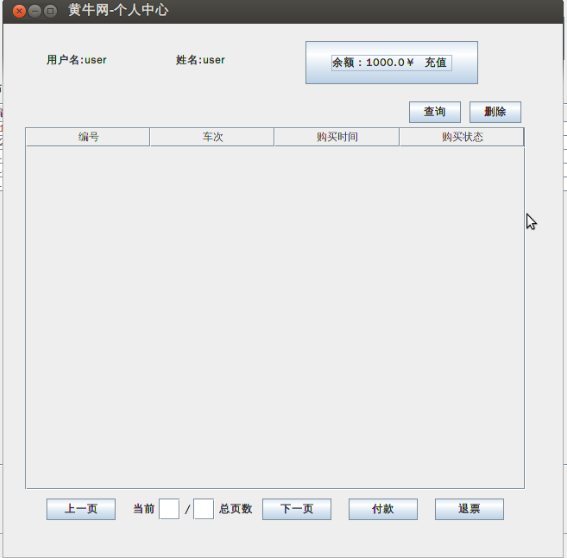 黄牛网-个人中心
用户名:user 姓名:user 余额：1000.0￥ 充值
查询 删除
编号 车次 购买时间 购买状态
上一页 当前 / 总页数 下一页 付款 退票